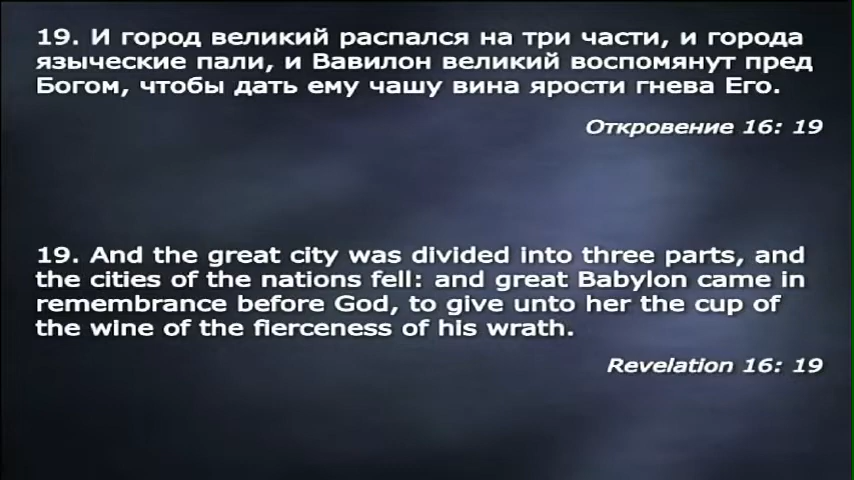 19. И город великий распался на три части, и города
языческие пали, и Вавилон великий воспомянут пред
Богом, чтобы дать ему чашу вина ярости гнева Его.
Откровение 16: 19
19. And the great city was divided into three parts, and
the cities of the nations fell: and great Babylon came in
remembrance before God, to give unto her the cup of
the wine of the fierceness of his wrath.
Revelation 16: 19